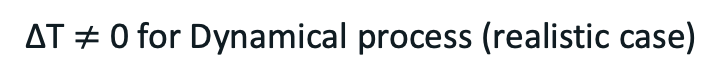 ΔT ≠ 0 for Dynamical process (realistic case)